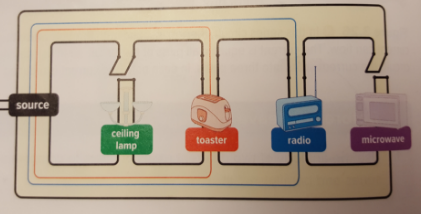 source
ceiling
lamp
toaster
radio
microwave